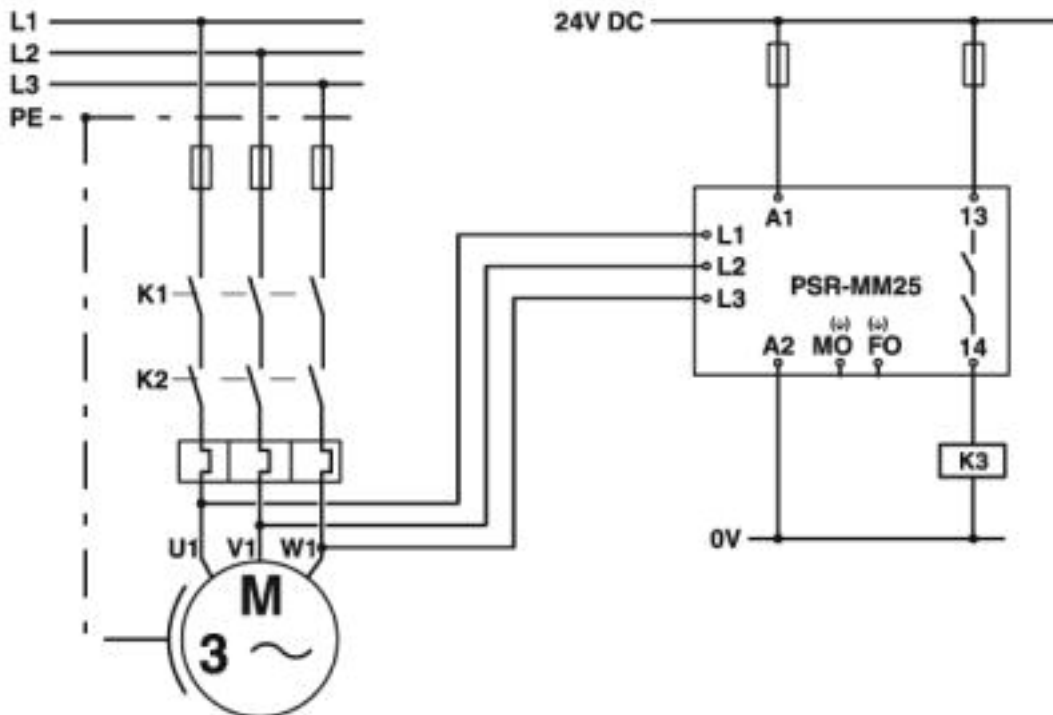 L1
L2
L3
PE
K1
K2
U1 V1 W1
M
3 ~
24V DC
A1 13
L1
L2
L3
PSR-MM25
(↓) (↓)
A2 MO FO 14
K3
0V